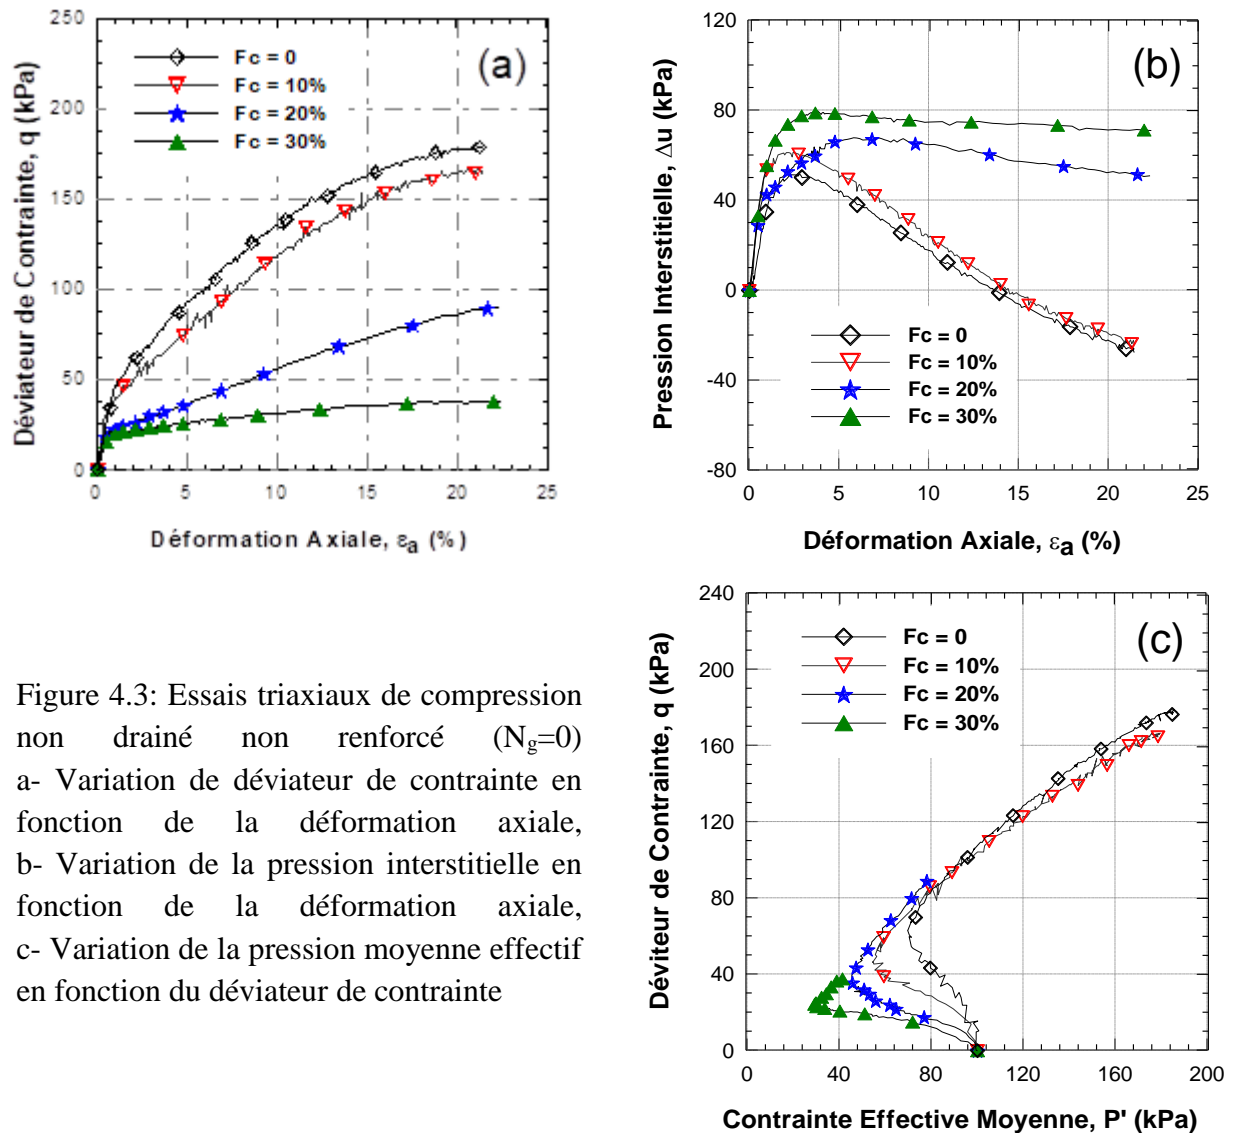 250
200
150
100
50
0
0 5 10 15 20 25
Déviateur de Contrainte, q (kPa)
Déformation Axiale, εa (%)
Fc = 0
Fc = 10%
Fc = 20%
Fc = 30%
(a)
120
80
40
0
-40
-80
0 5 10 15 20 25
Pression Interstitielle, Δu (kPa)
Déformation Axiale, εa (%)
(b)
Fc = 0
Fc = 10%
Fc = 20%
Fc = 30%
Figure 4.3: Essais triaxiaux de compression
non drainé non renforcé (Ng=0)
a- Variation de déviateur de contrainte en
fonction de la déformation axiale,
b- Variation de la pression interstitielle en
fonction de la déformation axiale,
c- Variation de la pression moyenne effectif
en fonction du déviateur de contrainte
240
200
160
120
80
40
0
0 40 80 120 160 200
Déviteur de Contrainte, q (kPa)
Contrainte Effective Moyenne, P' (kPa)
Fc = 0
Fc = 10%
Fc = 20%
Fc = 30%
(c)